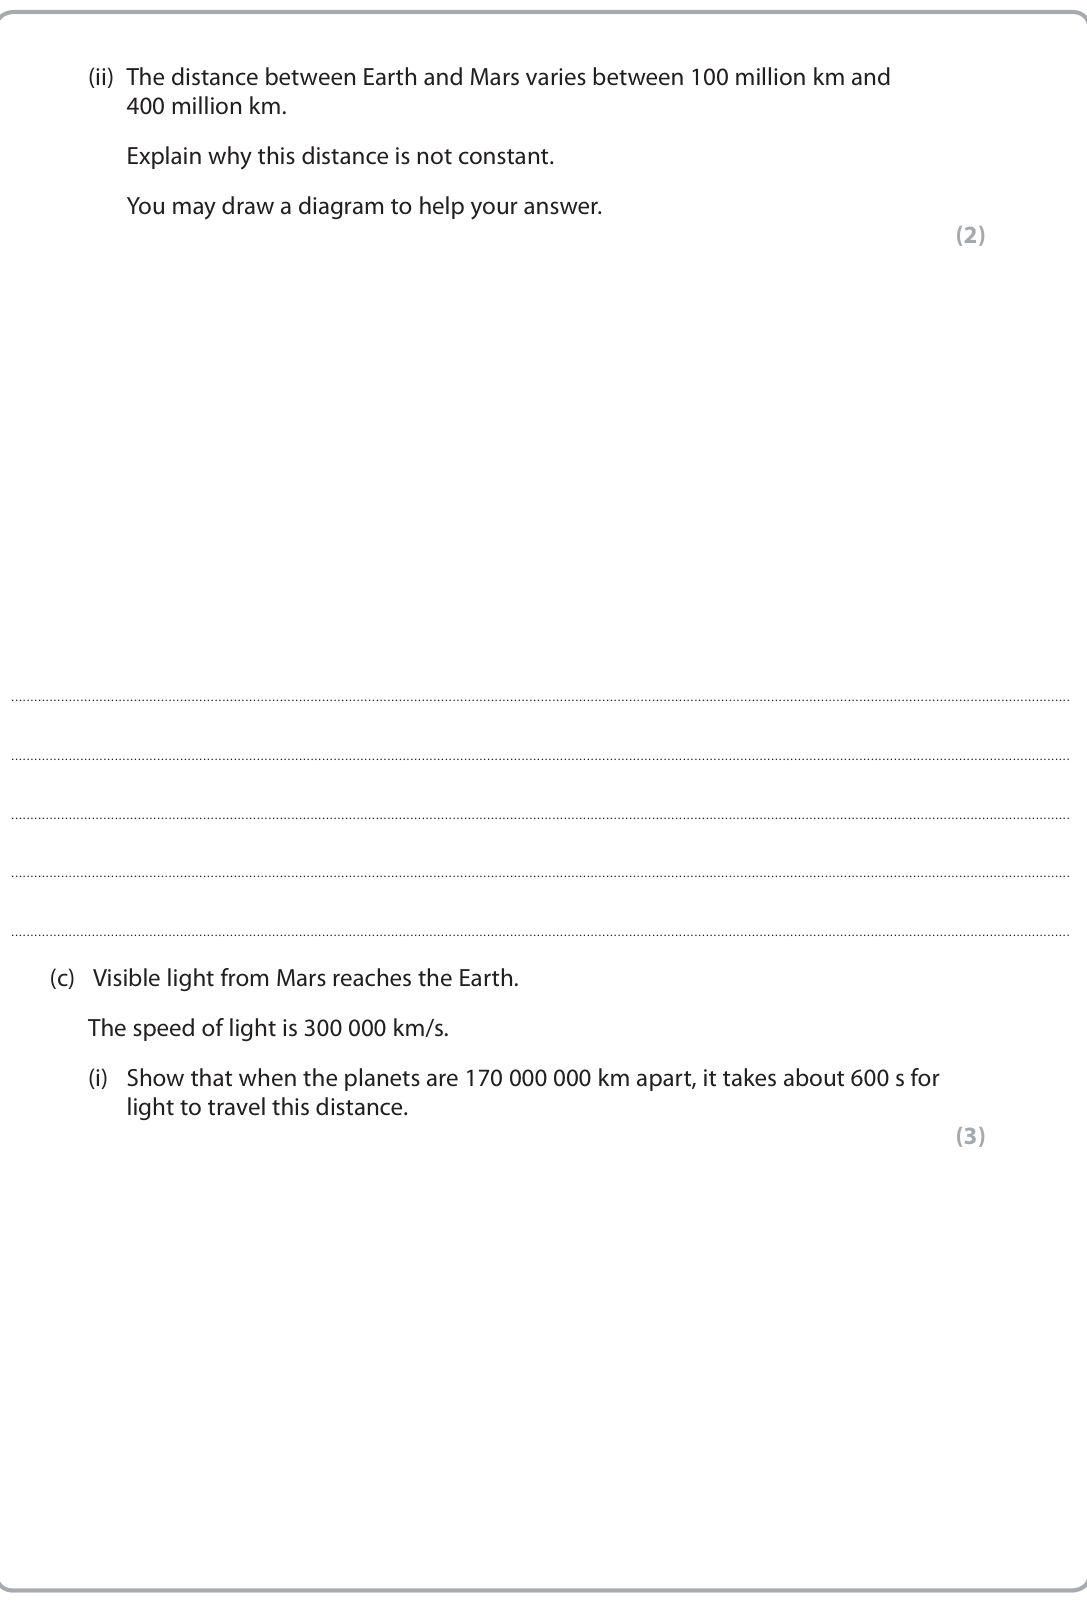 (ii) The distance between Earth and Mars varies between 100 million km and
400 million km.
Explain why this distance is not constant.
You may draw a diagram to help your answer.
(2)
(c) Visible light from Mars reaches the Earth.
The speed of light is 300 000 km/s.
(i) Show that when the planets are 170 000 000 km apart, it takes about 600 s for
light to travel this distance.
(3)